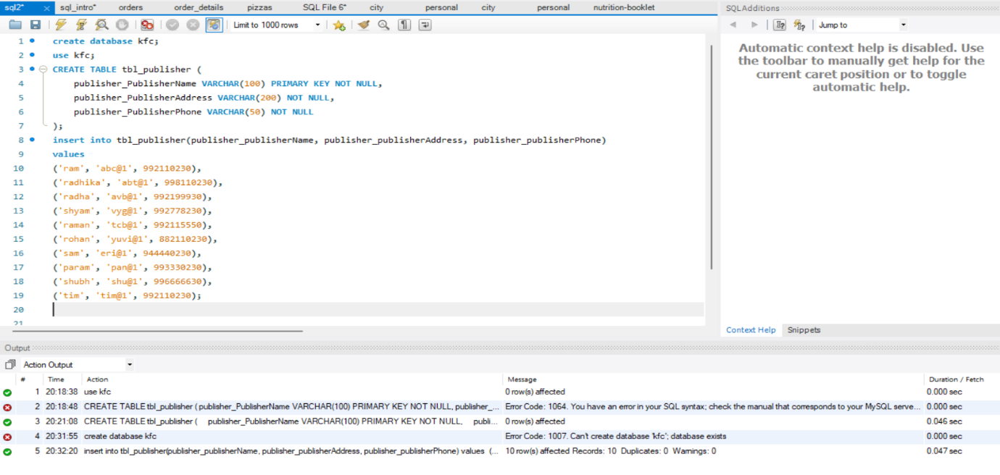 sql2* sql_intro* orders order_details pizzas SQL File 6* city personal city personal nutrition-booklet
Limit to 1000 rows
1 create database kfc;
2 use kfc;
3 CREATE TABLE tbl_publisher (
4 publisher_PublisherName VARCHAR(100) PRIMARY KEY NOT NULL,
5 publisher_PublisherAddress VARCHAR(200) NOT NULL,
6 publisher_PublisherPhone VARCHAR(50) NOT NULL
7 );
8 insert into tbl_publisher(publisher_publisherName, publisher_publisherAddress, publisher_publisherPhone)
9 values
10 ('ram', 'abc@1', 992110230),
11 ('radhika', 'abt@1', 998110230),
12 ('radha', 'avb@1', 992199930),
13 ('shyam', 'vyg@1', 992778230),
14 ('raman', 'tcb@1', 992115550),
15 ('rohan', 'yuvi@1', 882110230),
16 ('sam', 'eri@1', 944440230),
17 ('param', 'pan@1', 993330230),
18 ('shubh', 'shu@1', 996666630),
19 ('tim', 'tim@1', 992110230);
20
21
SQLAdditions
Jump to
Automatic context help is disabled. Use
the toolbar to manually get help for the
current caret position or to toggle
automatic help.
Context Help Snippets
Output
Action Output
# Time Action Message Duration / Fetch
1 20:18:38 use kfc 0 row(s) affected 0.000 sec
2 20:18:48 CREATE TABLE tbl_publisher ( publisher_PublisherName VARCHAR(100) PRIMARY KEY NOT NULL, publisher_... Error Code: 1064. You have an error in your SQL syntax; check the manual that corresponds to your MySQL serve... 0.000 sec
3 20:21:08 CREATE TABLE tbl_publisher ( publisher_PublisherName VARCHAR(100) PRIMARY KEY NOT NULL, publi... 0 row(s) affected 0.046 sec
4 20:31:55 create database kfc Error Code: 1007. Can't create database 'kfc'; database exists 0.000 sec
5 20:32:20 insert into tbl_publisher(publisher_publisherName, publisher_publisherAddress, publisher_publisherPhone) values (... 10 row(s) affected Records: 10 Duplicates: 0 Warnings: 0 0.047 sec